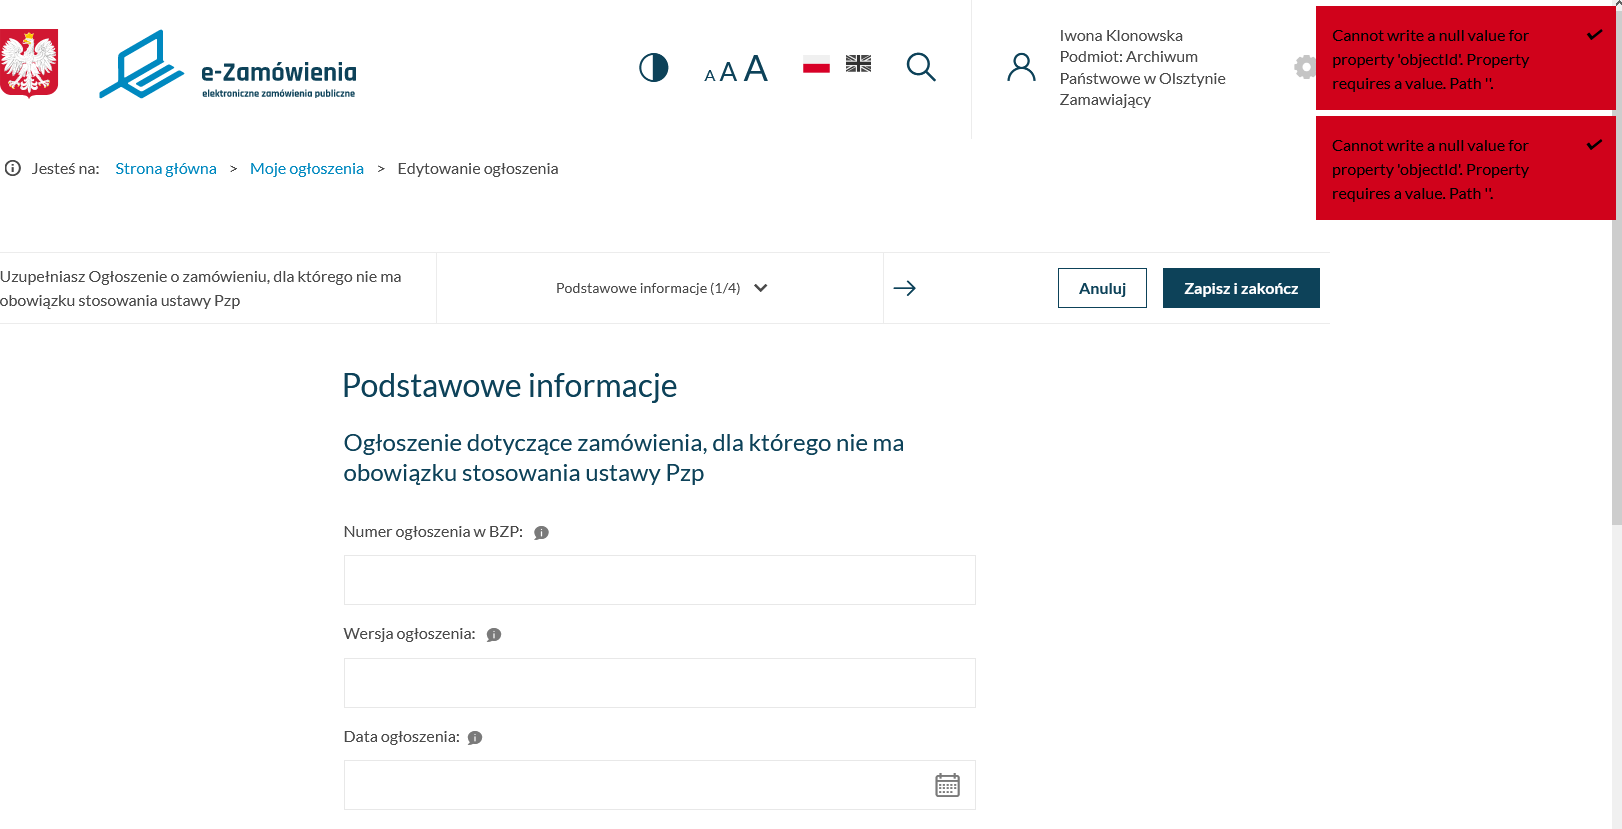 e-Zamówienia
elektroniczne zamówienia publiczne
A A A
Iwona Klonowska
Podmiot: Archiwum
Państwowe w Olsztynie
Zamawiający
Cannot write a null value for
property 'objectId'. Property
requires a value. Path ''.
Cannot write a null value for
property 'objectId'. Property
requires a value. Path ''.
Jesteś na: Strona główna > Moje ogłoszenia > Edytowanie ogłoszenia
Uzupełniasz Ogłoszenie o zamówieniu, dla którego nie ma
obowiązku stosowania ustawy Pzp
Podstawowe informacje (1/4)
Anuluj
Zapisz i zakończ
Podstawowe informacje
Ogłoszenie dotyczące zamówienia, dla którego nie ma
obowiązku stosowania ustawy Pzp
Numer ogłoszenia w BZP:
Wersja ogłoszenia:
Data ogłoszenia: